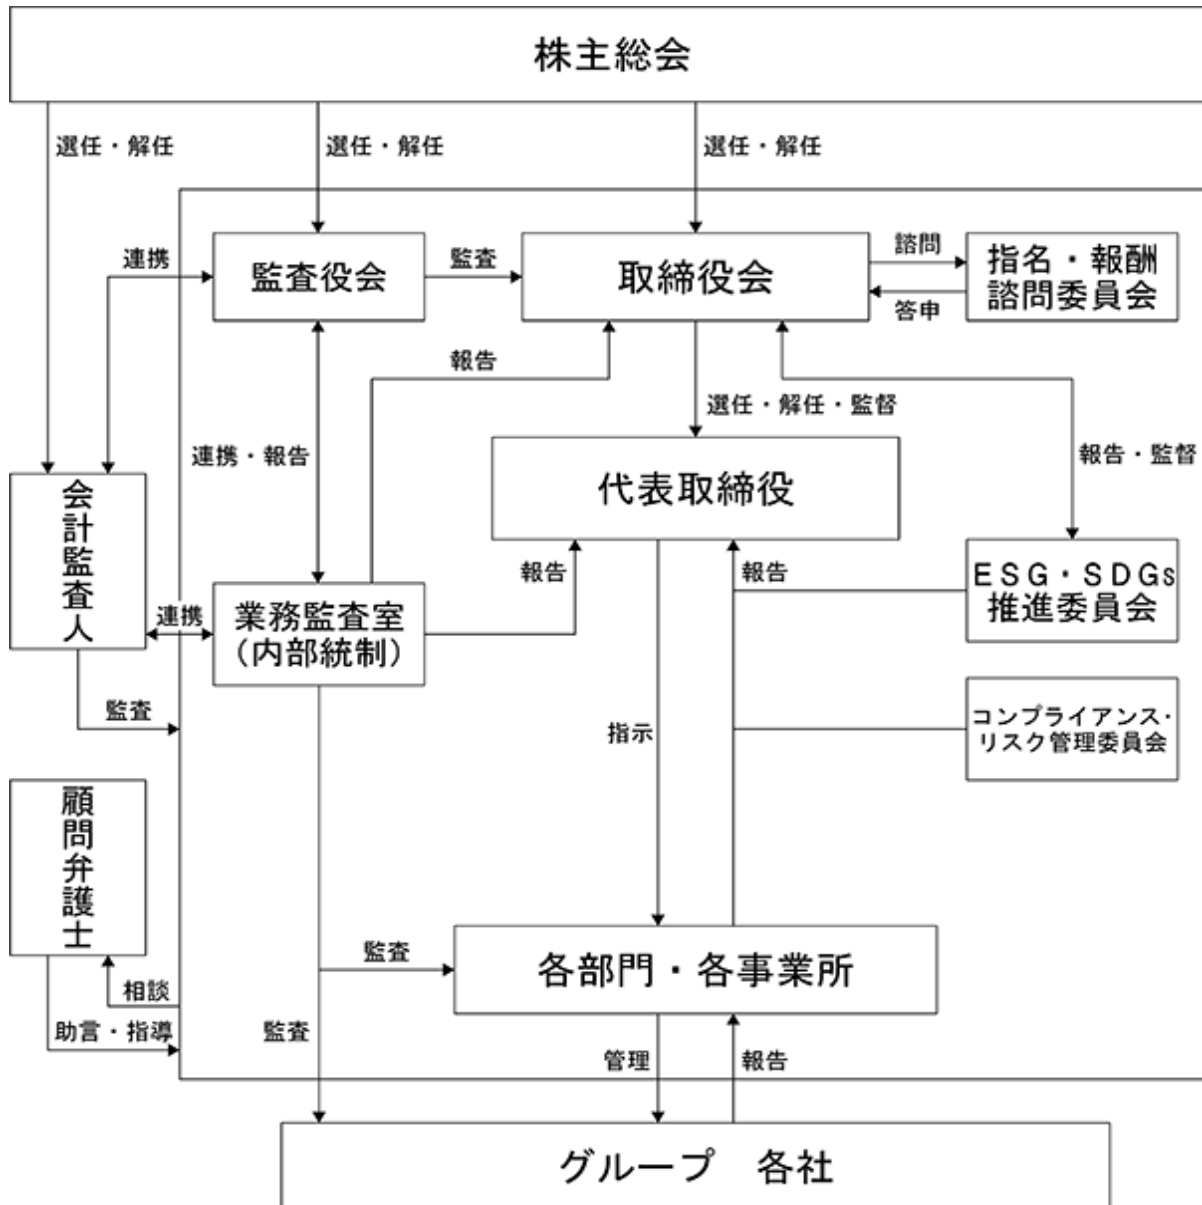 株主総会
選任・解任
選任・解任
選任・解任
連携
監査役会
監査
取締役会
諮問
答申
指名・報酬
諮問委員会
報告
選任・解任・監督
連携・報告
報告・監督
代表取締役
会計監査人
連携
業務監査室
(内部統制)
報告
報告
ESG・SDGs
推進委員会
監査
指示
コンプライアンス・
リスク管理委員会
顧問弁護士
相談
助言・指導
監査
各部門・各事業所
監査
管理
報告
グループ 各社